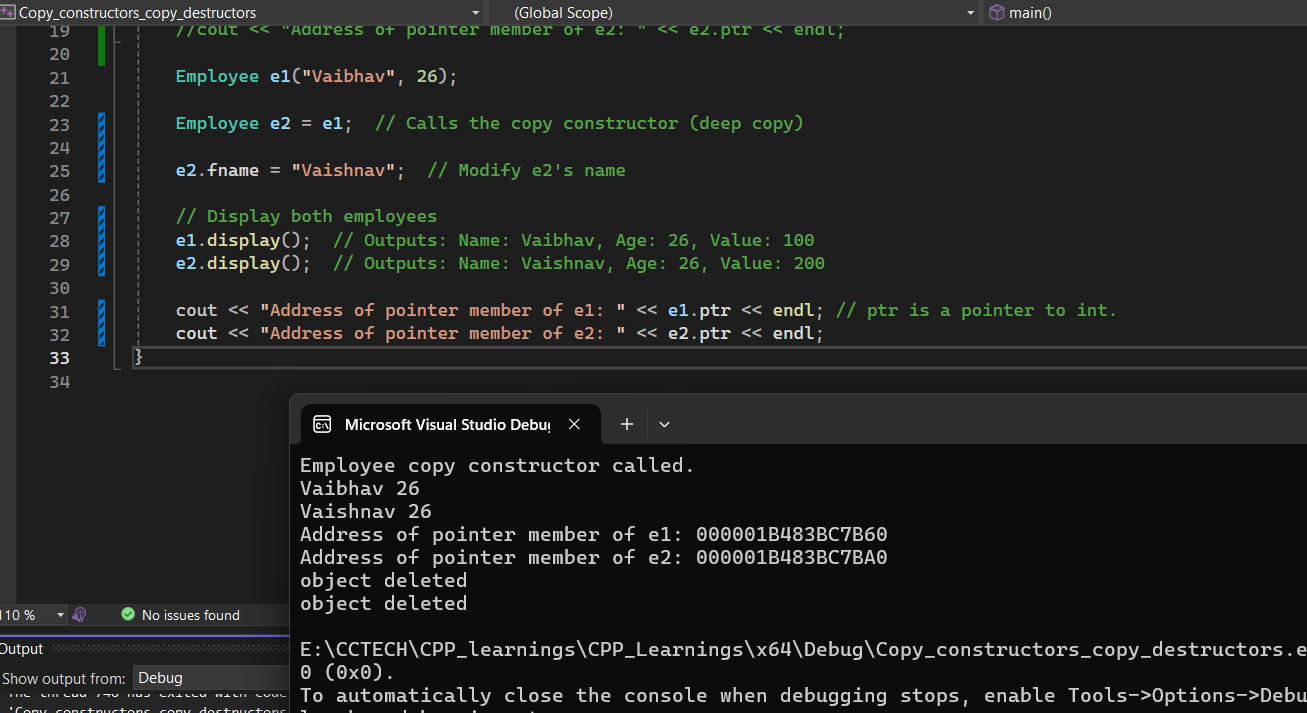 Copy_constructors_copy_destructors (Global Scope) main()
19 //cout << "Address of pointer member of e2: " << e2.ptr << endl;
20
21 Employee e1("Vaibhav", 26);
22
23 Employee e2 = e1; // Calls the copy constructor (deep copy)
24
25 e2.fname = "Vaishnav"; // Modify e2's name
26
27 // Display both employees
28 e1.display(); // Outputs: Name: Vaibhav, Age: 26, Value: 100
29 e2.display(); // Outputs: Name: Vaishnav, Age: 26, Value: 200
30
31 cout << "Address of pointer member of e1: " << e1.ptr << endl; // ptr is a pointer to int.
32 cout << "Address of pointer member of e2: " << e2.ptr << endl;
33 }
34
Microsoft Visual Studio Debug
Employee copy constructor called.
Vaibhav 26
Vaishnav 26
Address of pointer member of e1: 000001B483BC7B60
Address of pointer member of e2: 000001B483BC7BA0
object deleted
object deleted
E:\CCTECH\CPP_learnings\CPP_Learnings\x64\Debug\Copy_constructors_copy_destructors.e
0 (0x0).
To automatically close the console when debugging stops, enable Tools->Options->Debu
110 % No issues found
Output
Show output from: Debug
'Copy_constructors_copy_destructors